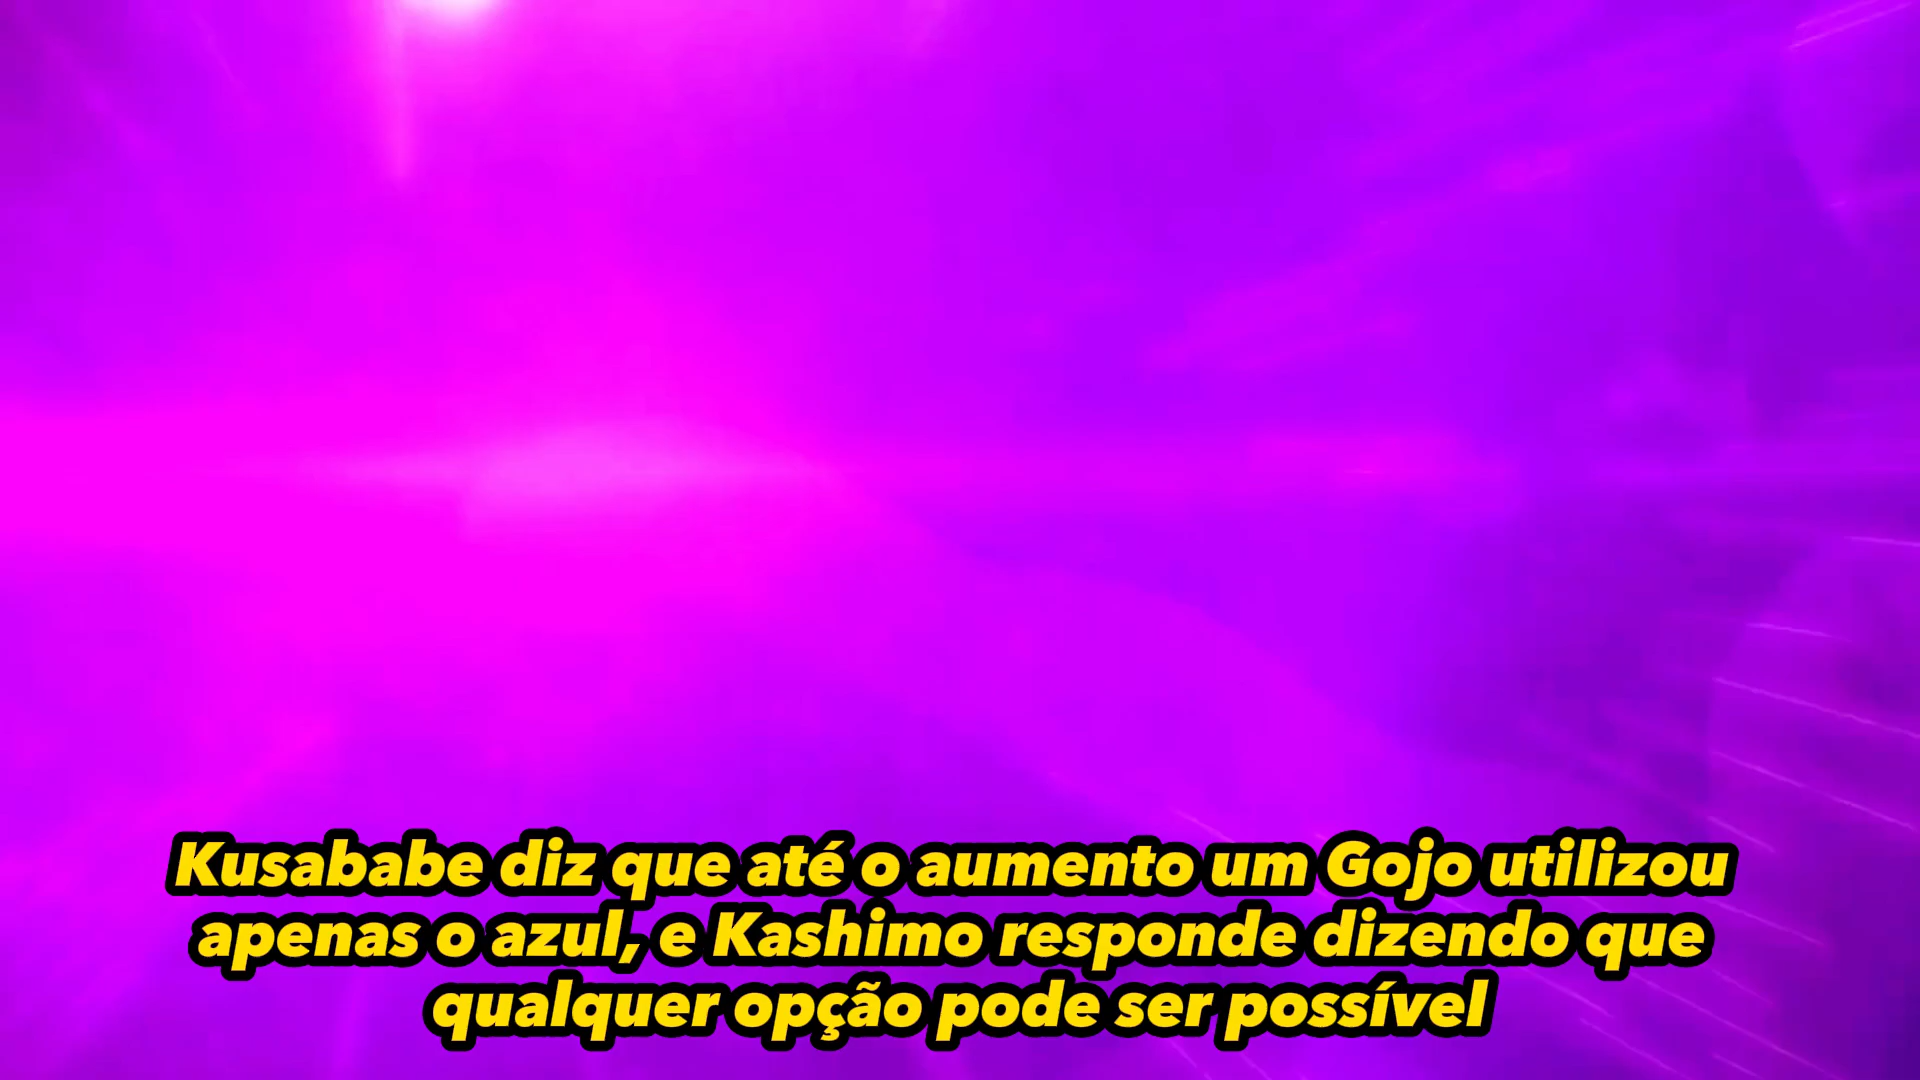 Kusababe diz que até o aumento um Gojo utilizou
apenas o azul, e Kashimo responde dizendo que
qualquer opção pode ser possível